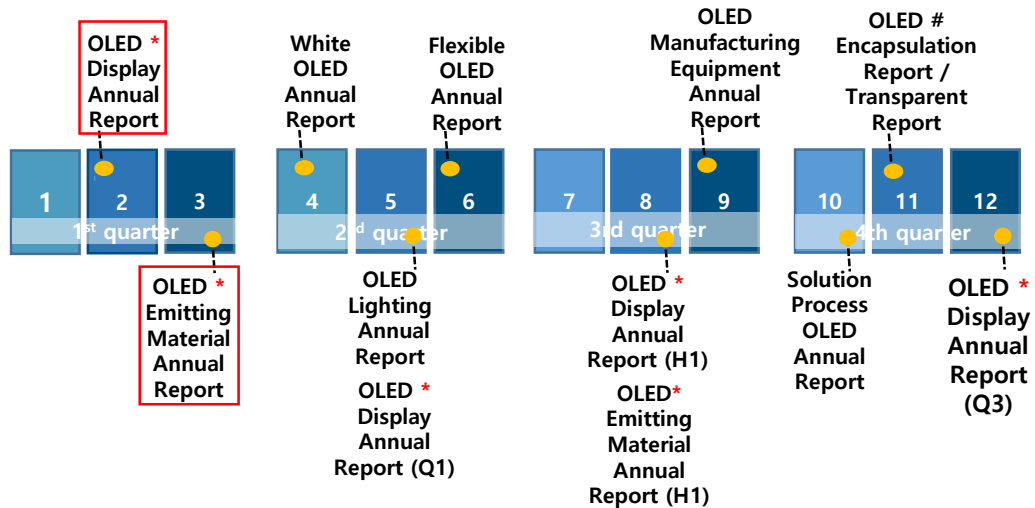 OLED *
Display
Annual
Report
White
OLED
Annual
Report
Flexible
OLED
Annual
Report
OLED
Manufacturing
Equipment
Annual
Report
OLED #
Encapsulation
Report /
Transparent
Report
1
2
3
1st quarter
4
5
6
2nd quarter
7
8
9
3rd quarter
10
11
12
4th quarter
OLED *
Emitting
Material
Annual
Report
OLED
Lighting
Annual
Report
OLED *
Display
Annual
Report (Q1)
OLED *
Display
Annual
Report (H1)
OLED*
Emitting
Material
Annual
Report (H1)
Solution
Process
OLED
Annual
Report
OLED *
Display
Annual
Report
(Q3)